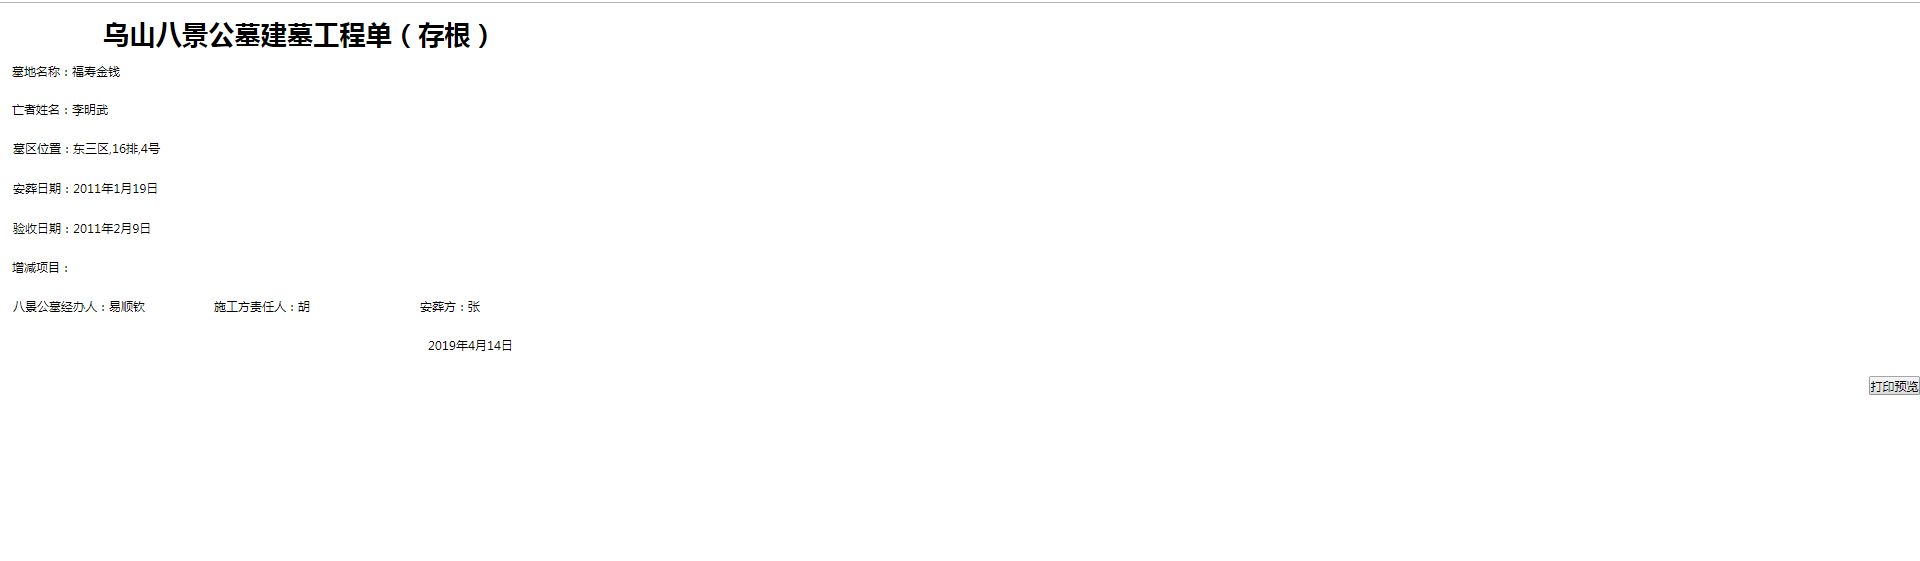 乌山八景公墓建墓工程单（存根）
墓地名称：福寿金钱
亡者姓名：李明武
墓区位置：东三区,16排,4号
安葬日期：2011年1月19日
验收日期：2011年2月9日
增减项目：
八景公墓经办人：易顺钦 施工方责任人：胡 安葬方：张
2019年4月14日
打印预览